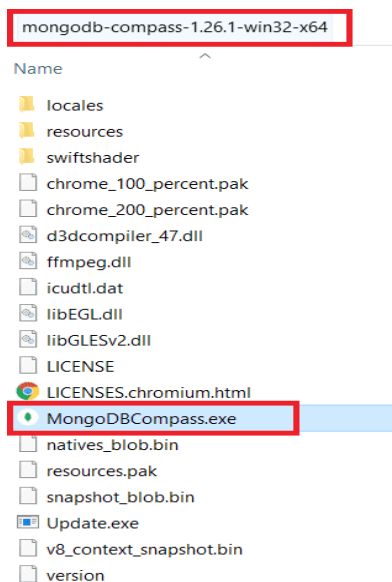 mongodb-compass-1.26.1-win32-x64
Name
locales
resources
swiftshader
chrome_100_percent.pak
chrome_200_percent.pak
d3dcompiler_47.dll
ffmpeg.dll
icudtl.dat
libEGL.dll
libGLESv2.dll
LICENSE
LICENSES.chromium.html
MongoDBCompass.exe
natives_blob.bin
resources.pak
snapshot_blob.bin
Update.exe
v8_context_snapshot.bin
version